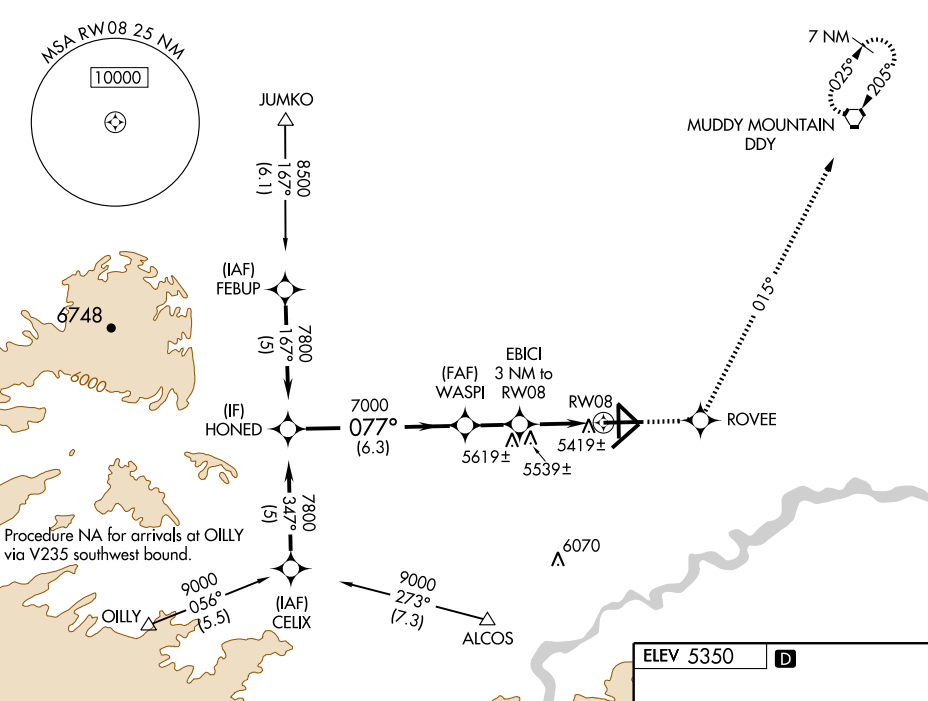 MSA RW08 25 NM
10000
JUMKO
8500
167°
(6.1)
7 NM
025°
205°
MUDDY MOUNTAIN
DDY
(IAF)
FEBUP
6748
6000
7800
167°
(5)
015°
(IF)
HONED
7000
077°
(6.3)
(FAF)
WASPI
EBICI
3 NM to
RW08
RW08
ROVEE
5619±
5539±
5419±
7800
347°
(5)
Procedure NA for arrivals at OILLY
via V235 southwest bound.
6070
9000
056°
(5.5)
OILLY
(IAF)
CELIX
9000
273°
(7.3)
ALCOS
ELEV 5350
D